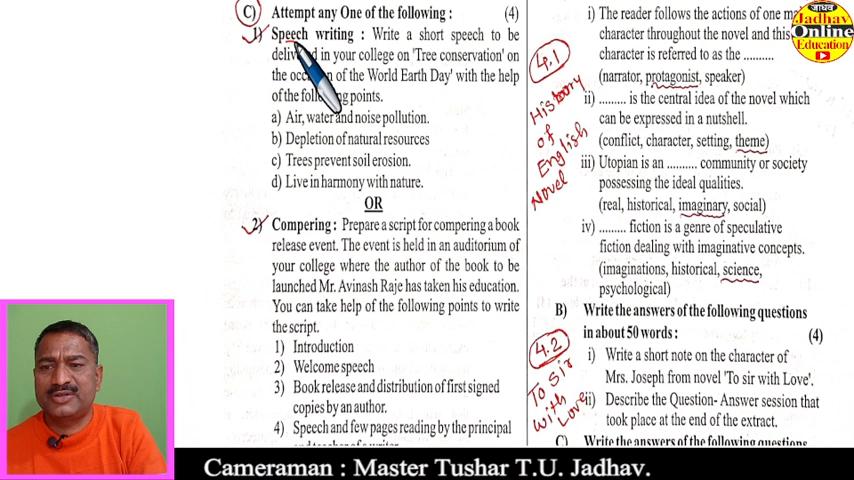 C) Attempt any One of the following : (4)
1) Speech writing : Write a short speech to be
delivered in your college on 'Tree conservation' on
the occasion of the World Earth Day' with the help
of the following points.
a) Air, water and noise pollution.
b) Depletion of natural resources
c) Trees prevent soil erosion.
d) Live in harmony with nature.
OR
2) Compering : Prepare a script for compering a book
release event. The event is held in an auditorium of
your college where the author of the book to be
launched Mr. Avinash Raje has taken his education.
You can take help of the following points to write
the script.
1) Introduction
2) Welcome speech
3) Book release and distribution of first signed
copies by an author.
4) Speech and few pages reading by the principal
and teacher of a writer.
4.1
History
of
English
Novel
i) The reader follows the actions of one
character throughout the novel and this
character is referred to as the ..........
(narrator, protagonist, speaker)
ii) ......... is the central idea of the novel which
can be expressed in a nutshell.
(conflict, character, setting, theme)
iii) Utopian is an .......... community or society
possessing the ideal qualities.
(real, historical, imaginary, social)
iv) ......... fiction is a genre of speculative
fiction dealing with imaginative concepts.
(imaginations, historical, science,
psychological)
B) Write the answers of the following questions
in about 50 words : (4)
4.2
To Sir
with
Love
i) Write a short note on the character of
Mrs. Joseph from novel 'To sir with Love'.
ii) Describe the Question- Answer session that
took place at the end of the extract.
C) Write the answers of the following questions
जाधव
Jadhav
Online
Education
Cameraman : Master Tushar T.U. Jadhav.